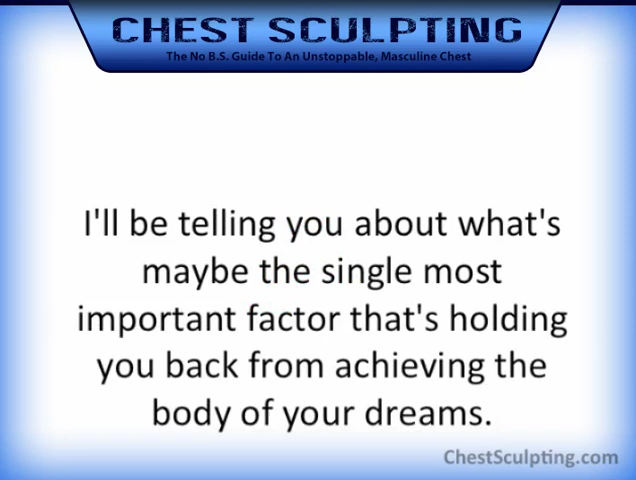 CHEST SCULPTING
The No B.S. Guide To An Unstoppable, Masculine Chest
I'll be telling you about what's
maybe the single most
important factor that's holding
you back from achieving the
body of your dreams.
ChestSculpting.com